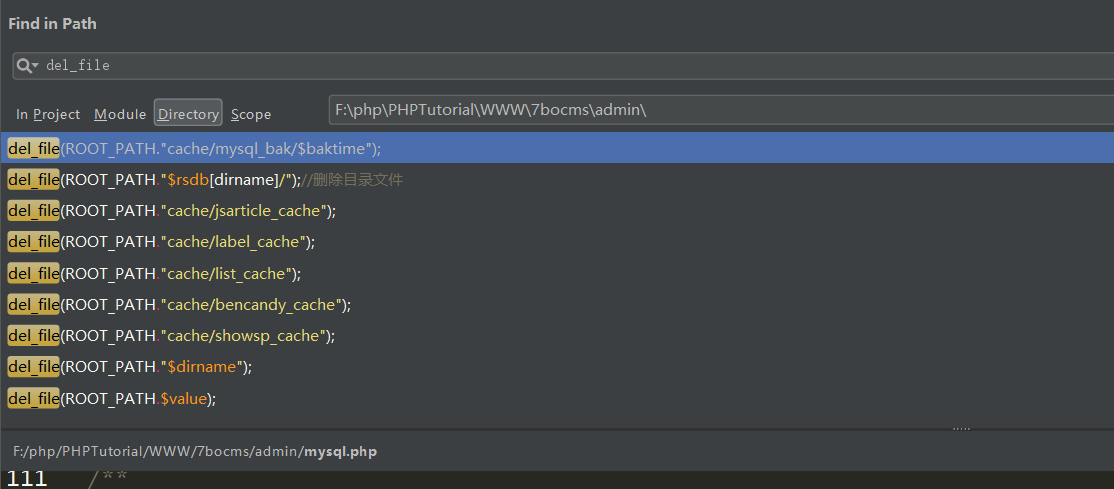 Find in Path
del_file
In Project Module Directory Scope F:\php\PHPTutorial\WWW\7bocms\admin\
del_file(ROOT_PATH."cache/mysql_bak/$baktime");
del_file(ROOT_PATH."$rsdb[dirname]/");//删除目录文件
del_file(ROOT_PATH."cache/jsarticle_cache");
del_file(ROOT_PATH."cache/label_cache");
del_file(ROOT_PATH."cache/list_cache");
del_file(ROOT_PATH."cache/bencandy_cache");
del_file(ROOT_PATH."cache/showsp_cache");
del_file(ROOT_PATH."$dirname");
del_file(ROOT_PATH.$value);
F:/php/PHPTutorial/WWW/7bocms/admin/mysql.php
111 /**